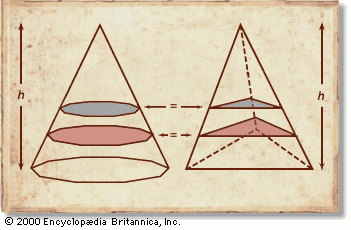 h
=
=
h
© 2000 Encyclopædia Britannica, Inc.